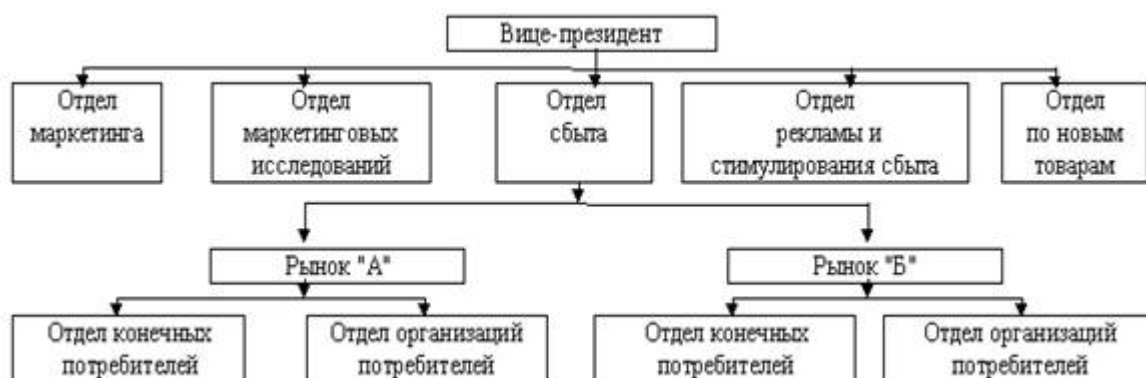 Вице-президент
Отдел
маркетинга
Отдел
маркетинговых
исследований
Отдел
сбыта
Отдел
рекламы и
стимулирования сбыта
Отдел
по новым
товарам
Рынок "А"
Рынок "Б"
Отдел конечных
потребителей
Отдел организаций
потребителей
Отдел конечных
потребителей
Отдел организаций
потребителей